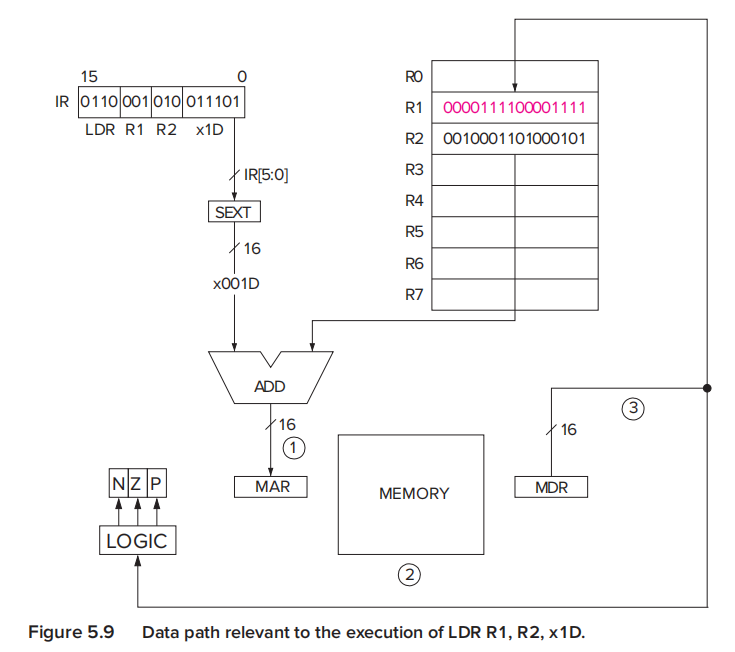 15 0
IR 0110 001 010 011101
LDR R1 R2 x1D
IR[5:0]
SEXT
16
x001D
ADD
16
1
MAR
R0
R1 0000111100001111
R2 0010001101000101
R3
R4
R5
R6
R7
3
16
MDR
MEMORY
2
N Z P
LOGIC
Figure 5.9 Data path relevant to the execution of LDR R1, R2, x1D.